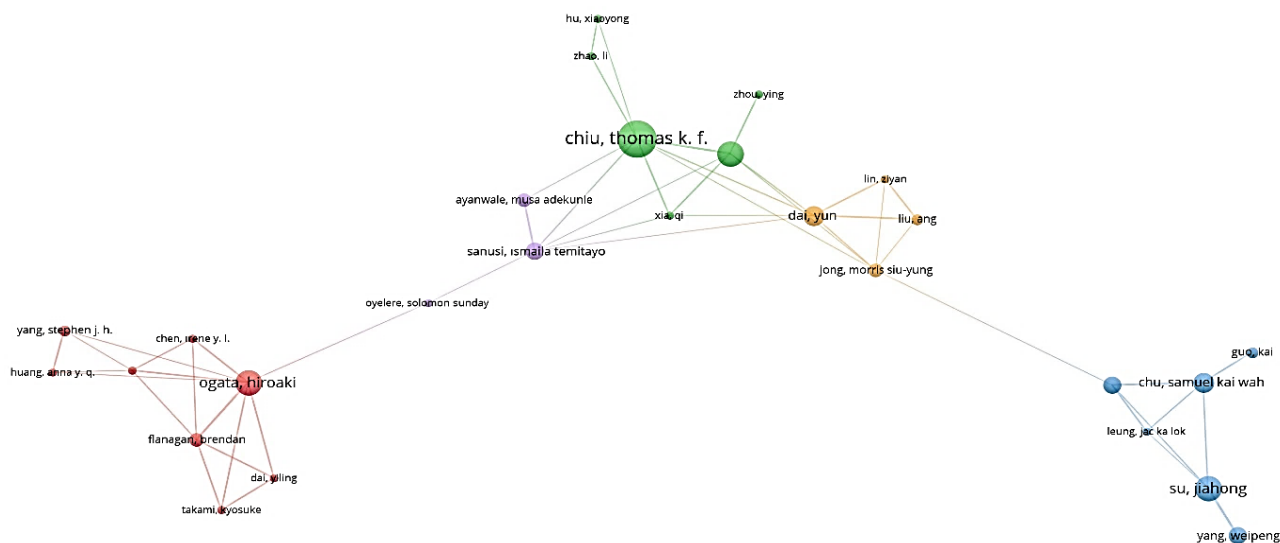 hu, xiaoyong
zhao, li
zhou, ying
chiu, thomas k. f.
lin, ziyan
ayanwale, musa adekunle
xia, qi
dai, yun
liu, ang
sanusi, ismaila temitayo
jong, morris siu-yung
oyelere, solomon sunday
yang, stephen j. h.
chen, irene y. l.
guo, kai
huang, anna y. q.
ogata, hiroaki
chu, samuel kai wah
leung, jac ka lok
flanagan, brendan
dai, yiling
su, jiahong
takami, kyosuke
yang, weipeng